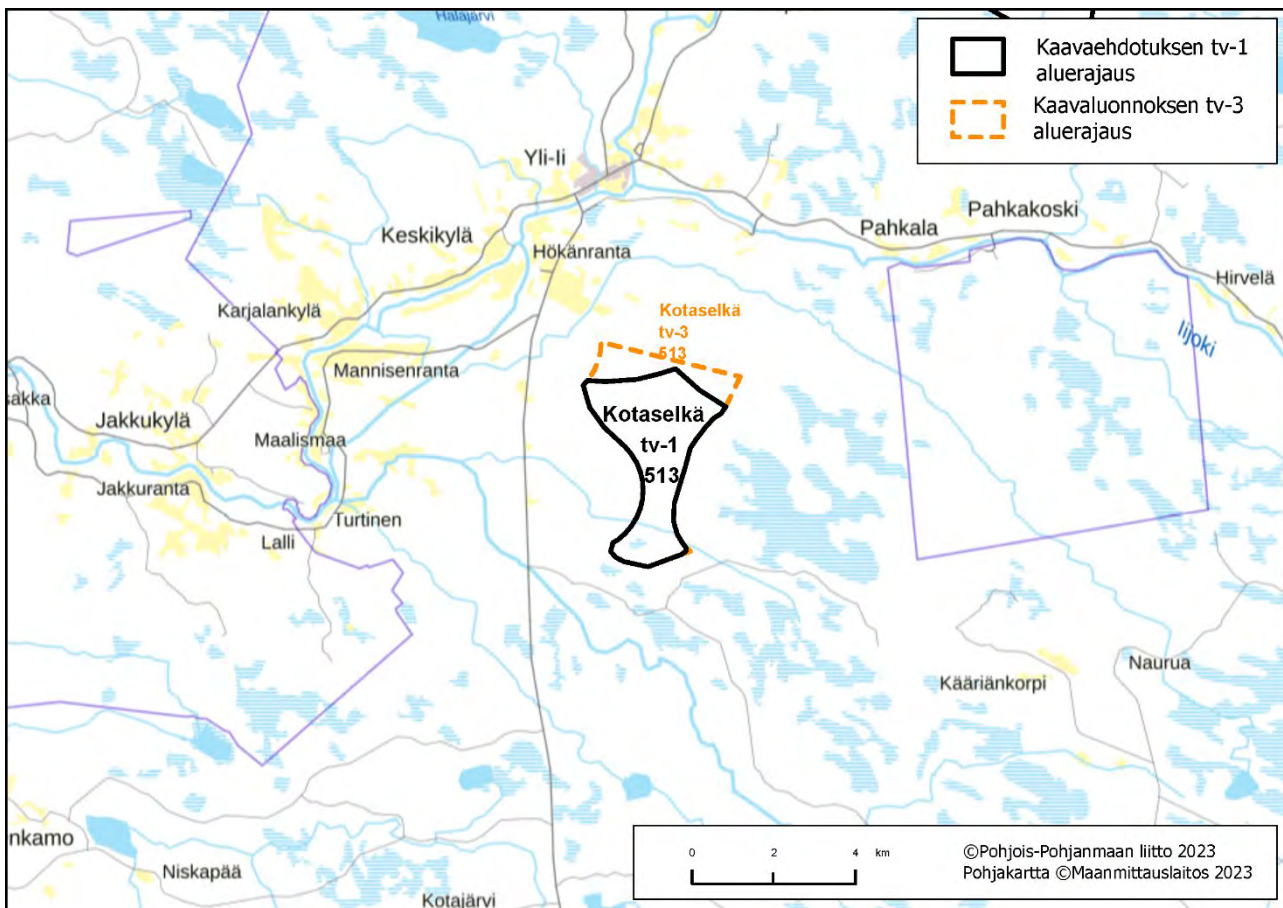 Halajärvi
Kaavaehdotuksen tv-1
aluerajaus
Kaavaluonnoksen tv-3
aluerajaus
Yli-Ii
Pahkakoski
Pahkala
Keskikylä
Hökänranta
Hirvelä
Karjalankylä
Iijoki
Kotaselkä
tv-3
513
Mannisenranta
sakka
Kotaselkä
tv-1
513
Jakkukylä
Maalismaa
Jakkuranta
Turtinen
Lalli
Naurua
Kääriänkorpi
nkamo
Niskapää
Kotajärvi
0 2 4 km
©Pohjois-Pohjanmaan liitto 2023
Pohjakartta ©Maanmittauslaitos 2023